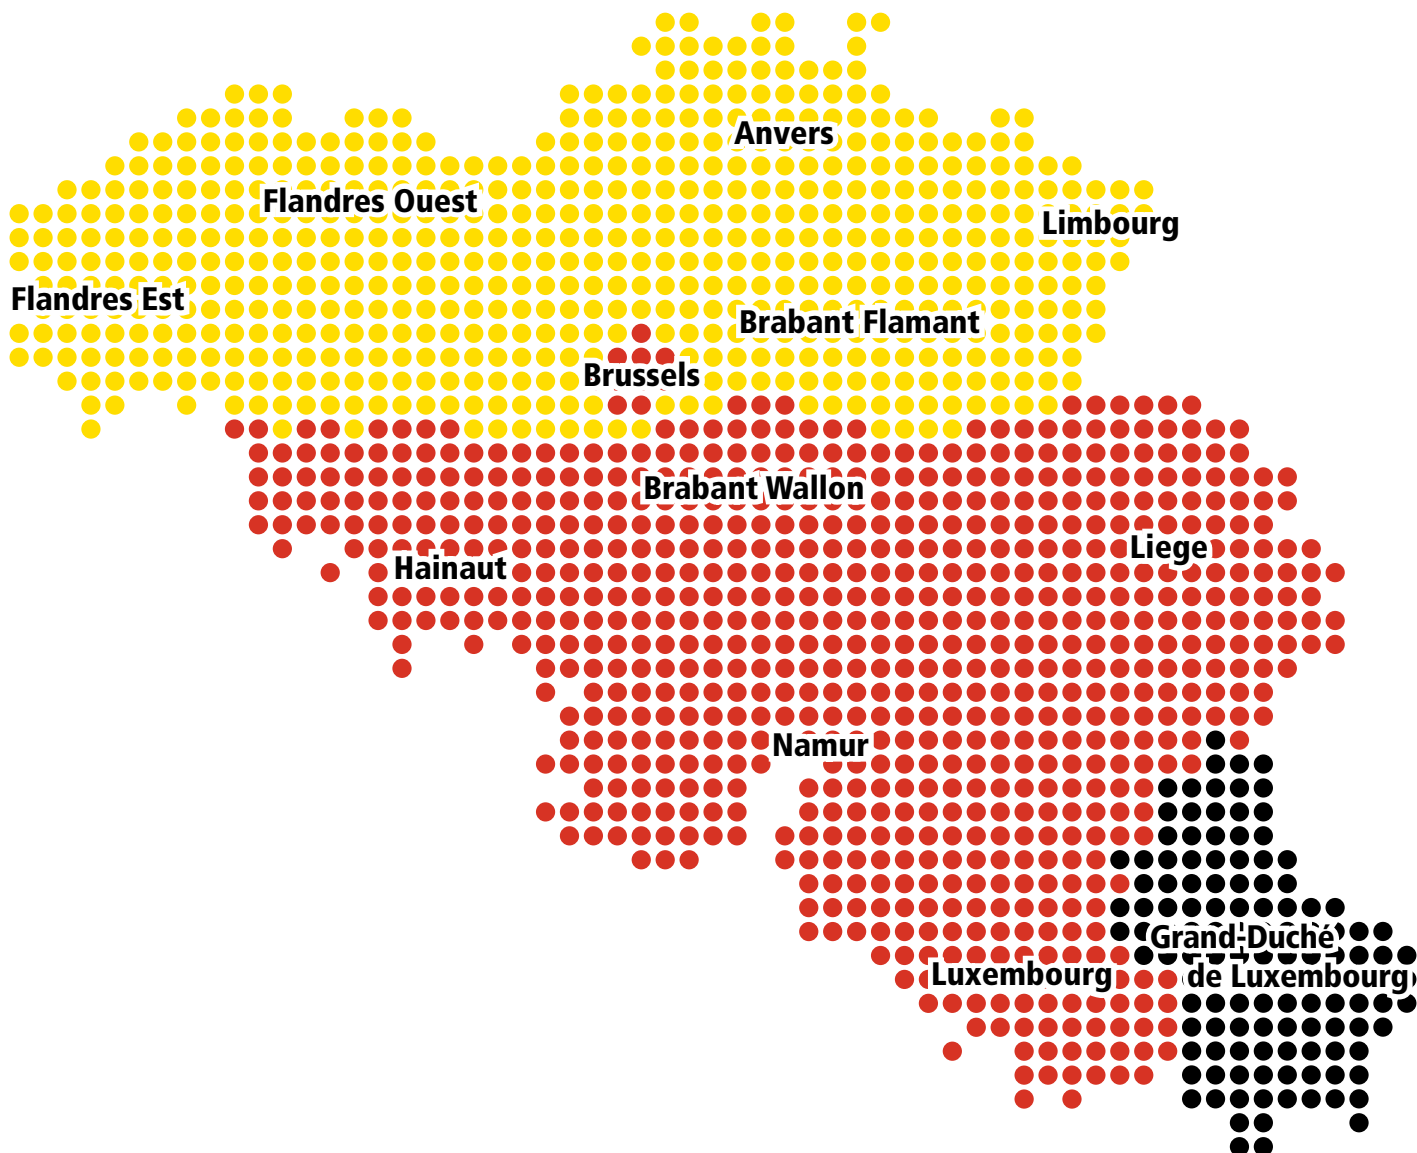 Anvers
Flandres Ouest
Limbourg
Flandres Est
Brabant Flamant
Brussels
Brabant Wallon
Liege
Hainaut
Namur
Grand-Duché
de Luxembourg
Luxembourg